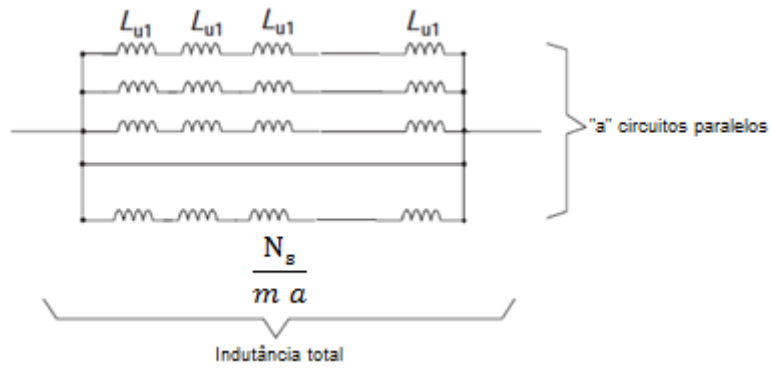 Lu1 Lu1 Lu1 Lu1
"a" circuitos paralelos
Ns
m a
Indutância total